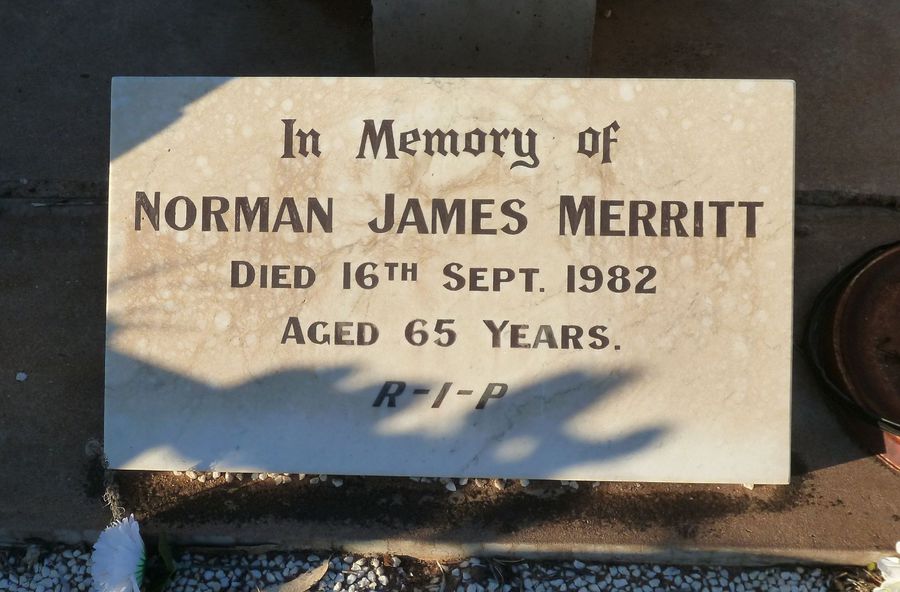 In Memory of
NORMAN JAMES MERRITT
DIED 16TH SEPT. 1982
AGED 65 YEARS.
R-I-P